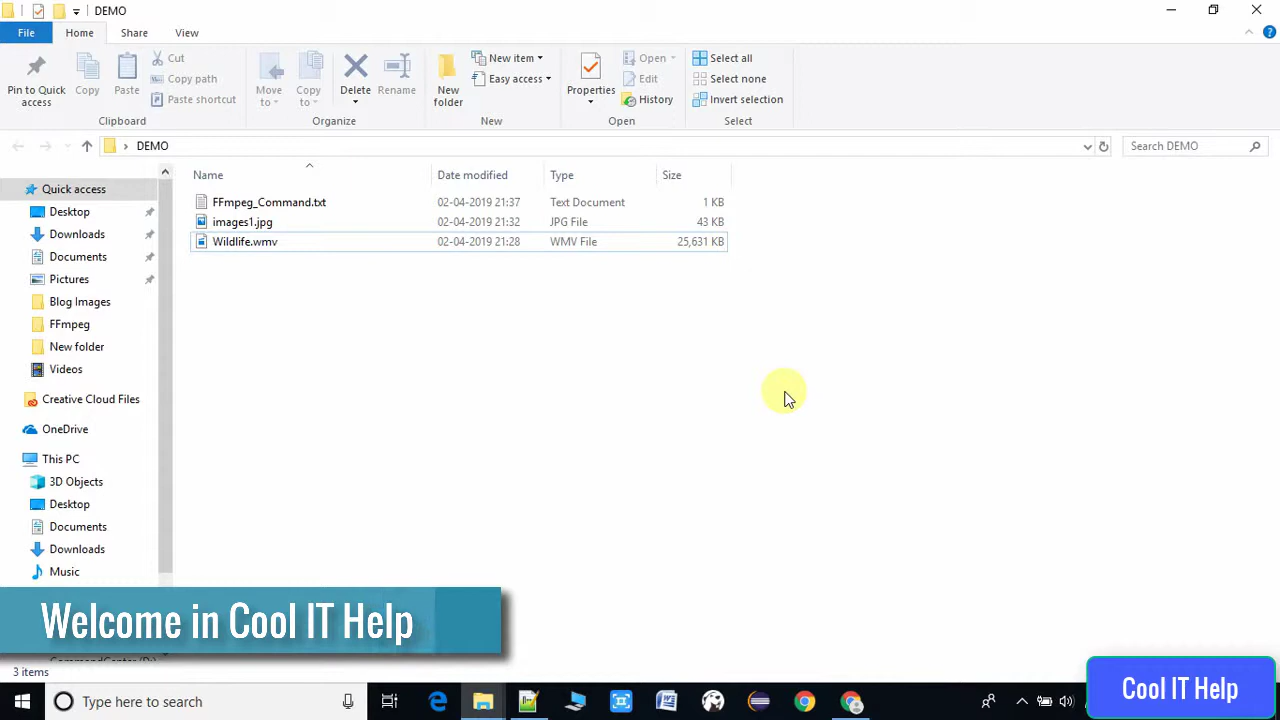 DEMO
File
Home
Share
View
Pin to Quick access
Copy
Paste
Cut
Copy path
Paste shortcut
Clipboard
Move to
Copy to
Delete
Rename
Organize
New folder
New item
Easy access
New
Properties
Open
Edit
History
Open
Select all
Select none
Invert selection
Select
DEMO
Search DEMO
Name Date modified Type Size
FFmpeg_Command.txt 02-04-2019 21:37 Text Document 1 KB
images1.jpg 02-04-2019 21:32 JPG File 43 KB
Wildlife.wmv 02-04-2019 21:28 WMV File 25,631 KB
Quick access
Desktop
Downloads
Documents
Pictures
Blog Images
FFmpeg
New folder
Videos
Creative Cloud Files
OneDrive
This PC
3D Objects
Desktop
Documents
Downloads
Music
Welcome in Cool IT Help
3 items
Type here to search
Cool IT Help